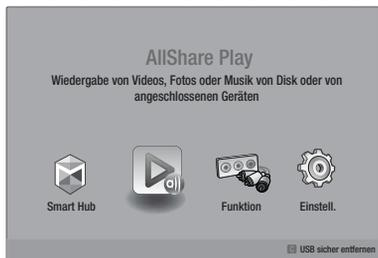 AllShare Play
Wiedergabe von Videos, Fotos oder Musik von Disk oder von
angeschlossenen Geräten
all
Smart Hub
Funktion
Einstell.
C USB sicher entfernen